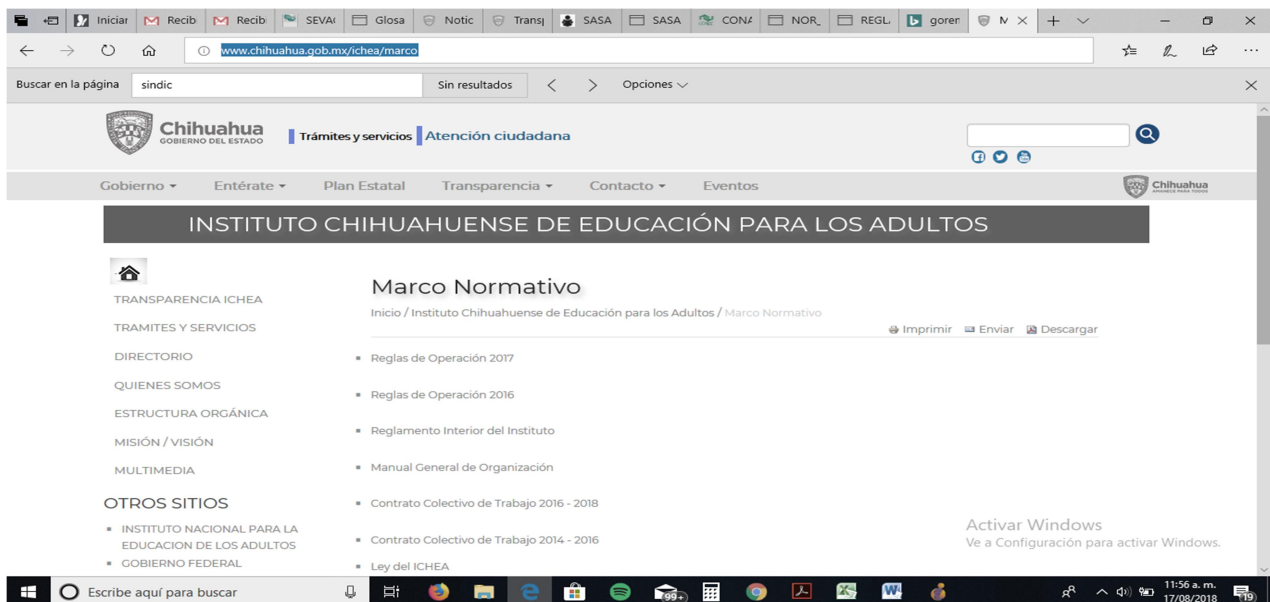 Iniciar Recib Recib SEVA Glosa Notic Trans SASA SASA CON NOR_ REGL gorer
www.chihuahua.gob.mx/ichea/marco
Buscar en la página sindic Sin resultados Opciones
Chihuahua
GOBIERNO DEL ESTADO
Trámites y servicios Atención ciudadana
Gobierno Entérate Plan Estatal Transparencia Contacto Eventos
Chihuahua
AMANECE PARA TODOS
INSTITUTO CHIHUAHUENSE DE EDUCACIÓN PARA LOS ADULTOS
TRANSPARENCIA ICHEA
TRAMITES Y SERVICIOS
DIRECTORIO
QUIENES SOMOS
ESTRUCTURA ORGÁNICA
MISIÓN / VISIÓN
MULTIMEDIA
OTROS SITIOS
INSTITUTO NACIONAL PARA LA
EDUCACION DE LOS ADULTOS
GOBIERNO FEDERAL
Marco Normativo
Inicio / Instituto Chihuahuense de Educación para los Adultos / Marco Normativo
Imprimir Enviar Descargar
Reglas de Operación 2017
Reglas de Operación 2016
Reglamento Interior del Instituto
Manual General de Organización
Contrato Colectivo de Trabajo 2016 - 2018
Contrato Colectivo de Trabajo 2014 - 2016
Ley del ICHEA
Activar Windows
Ve a Configuración para activar Windows.
Escribe aquí para buscar
99+
11:56 a. m.
17/08/2018
19